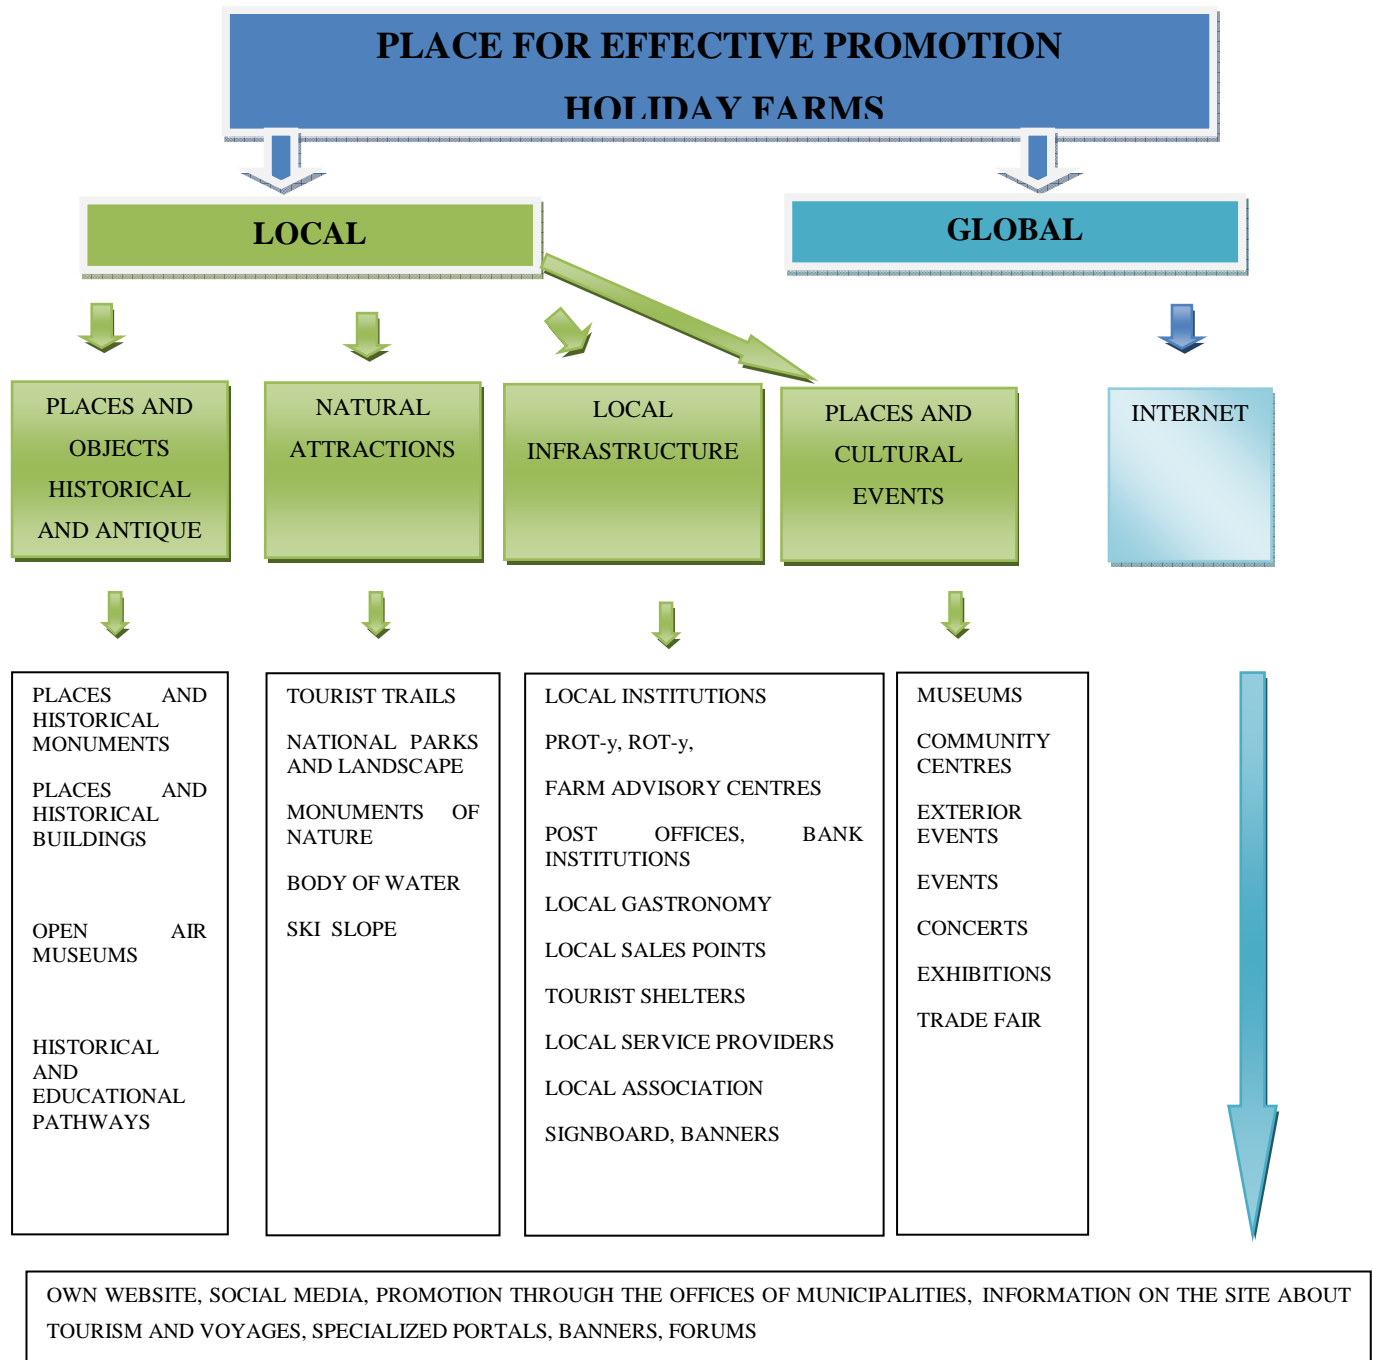 PLACE FOR EFFECTIVE PROMOTION
HOLIDAY FARMS
LOCAL
GLOBAL
PLACES AND
OBJECTS
HISTORICAL
AND ANTIQUE
NATURAL
ATTRACTIONS
LOCAL
INFRASTRUCTURE
PLACES AND
CULTURAL
EVENTS
INTERNET
PLACES AND
HISTORICAL
MONUMENTS
PLACES AND
HISTORICAL
BUILDINGS
OPEN AIR
MUSEUMS
HISTORICAL
AND
EDUCATIONAL
PATHWAYS
TOURIST TRAILS
NATIONAL PARKS
AND LANDSCAPE
MONUMENTS OF
NATURE
BODY OF WATER
SKI SLOPE
LOCAL INSTITUTIONS
PROT-y, ROT-y,
FARM ADVISORY CENTRES
POST OFFICES, BANK
INSTITUTIONS
LOCAL GASTRONOMY
LOCAL SALES POINTS
TOURIST SHELTERS
LOCAL SERVICE PROVIDERS
LOCAL ASSOCIATION
SIGNBOARD, BANNERS
MUSEUMS
COMMUNITY
CENTRES
EXTERIOR
EVENTS
EVENTS
CONCERTS
EXHIBITIONS
TRADE FAIR
OWN WEBSITE, SOCIAL MEDIA, PROMOTION THROUGH THE OFFICES OF MUNICIPALITIES, INFORMATION ON THE SITE ABOUT
TOURISM AND VOYAGES, SPECIALIZED PORTALS, BANNERS, FORUMS